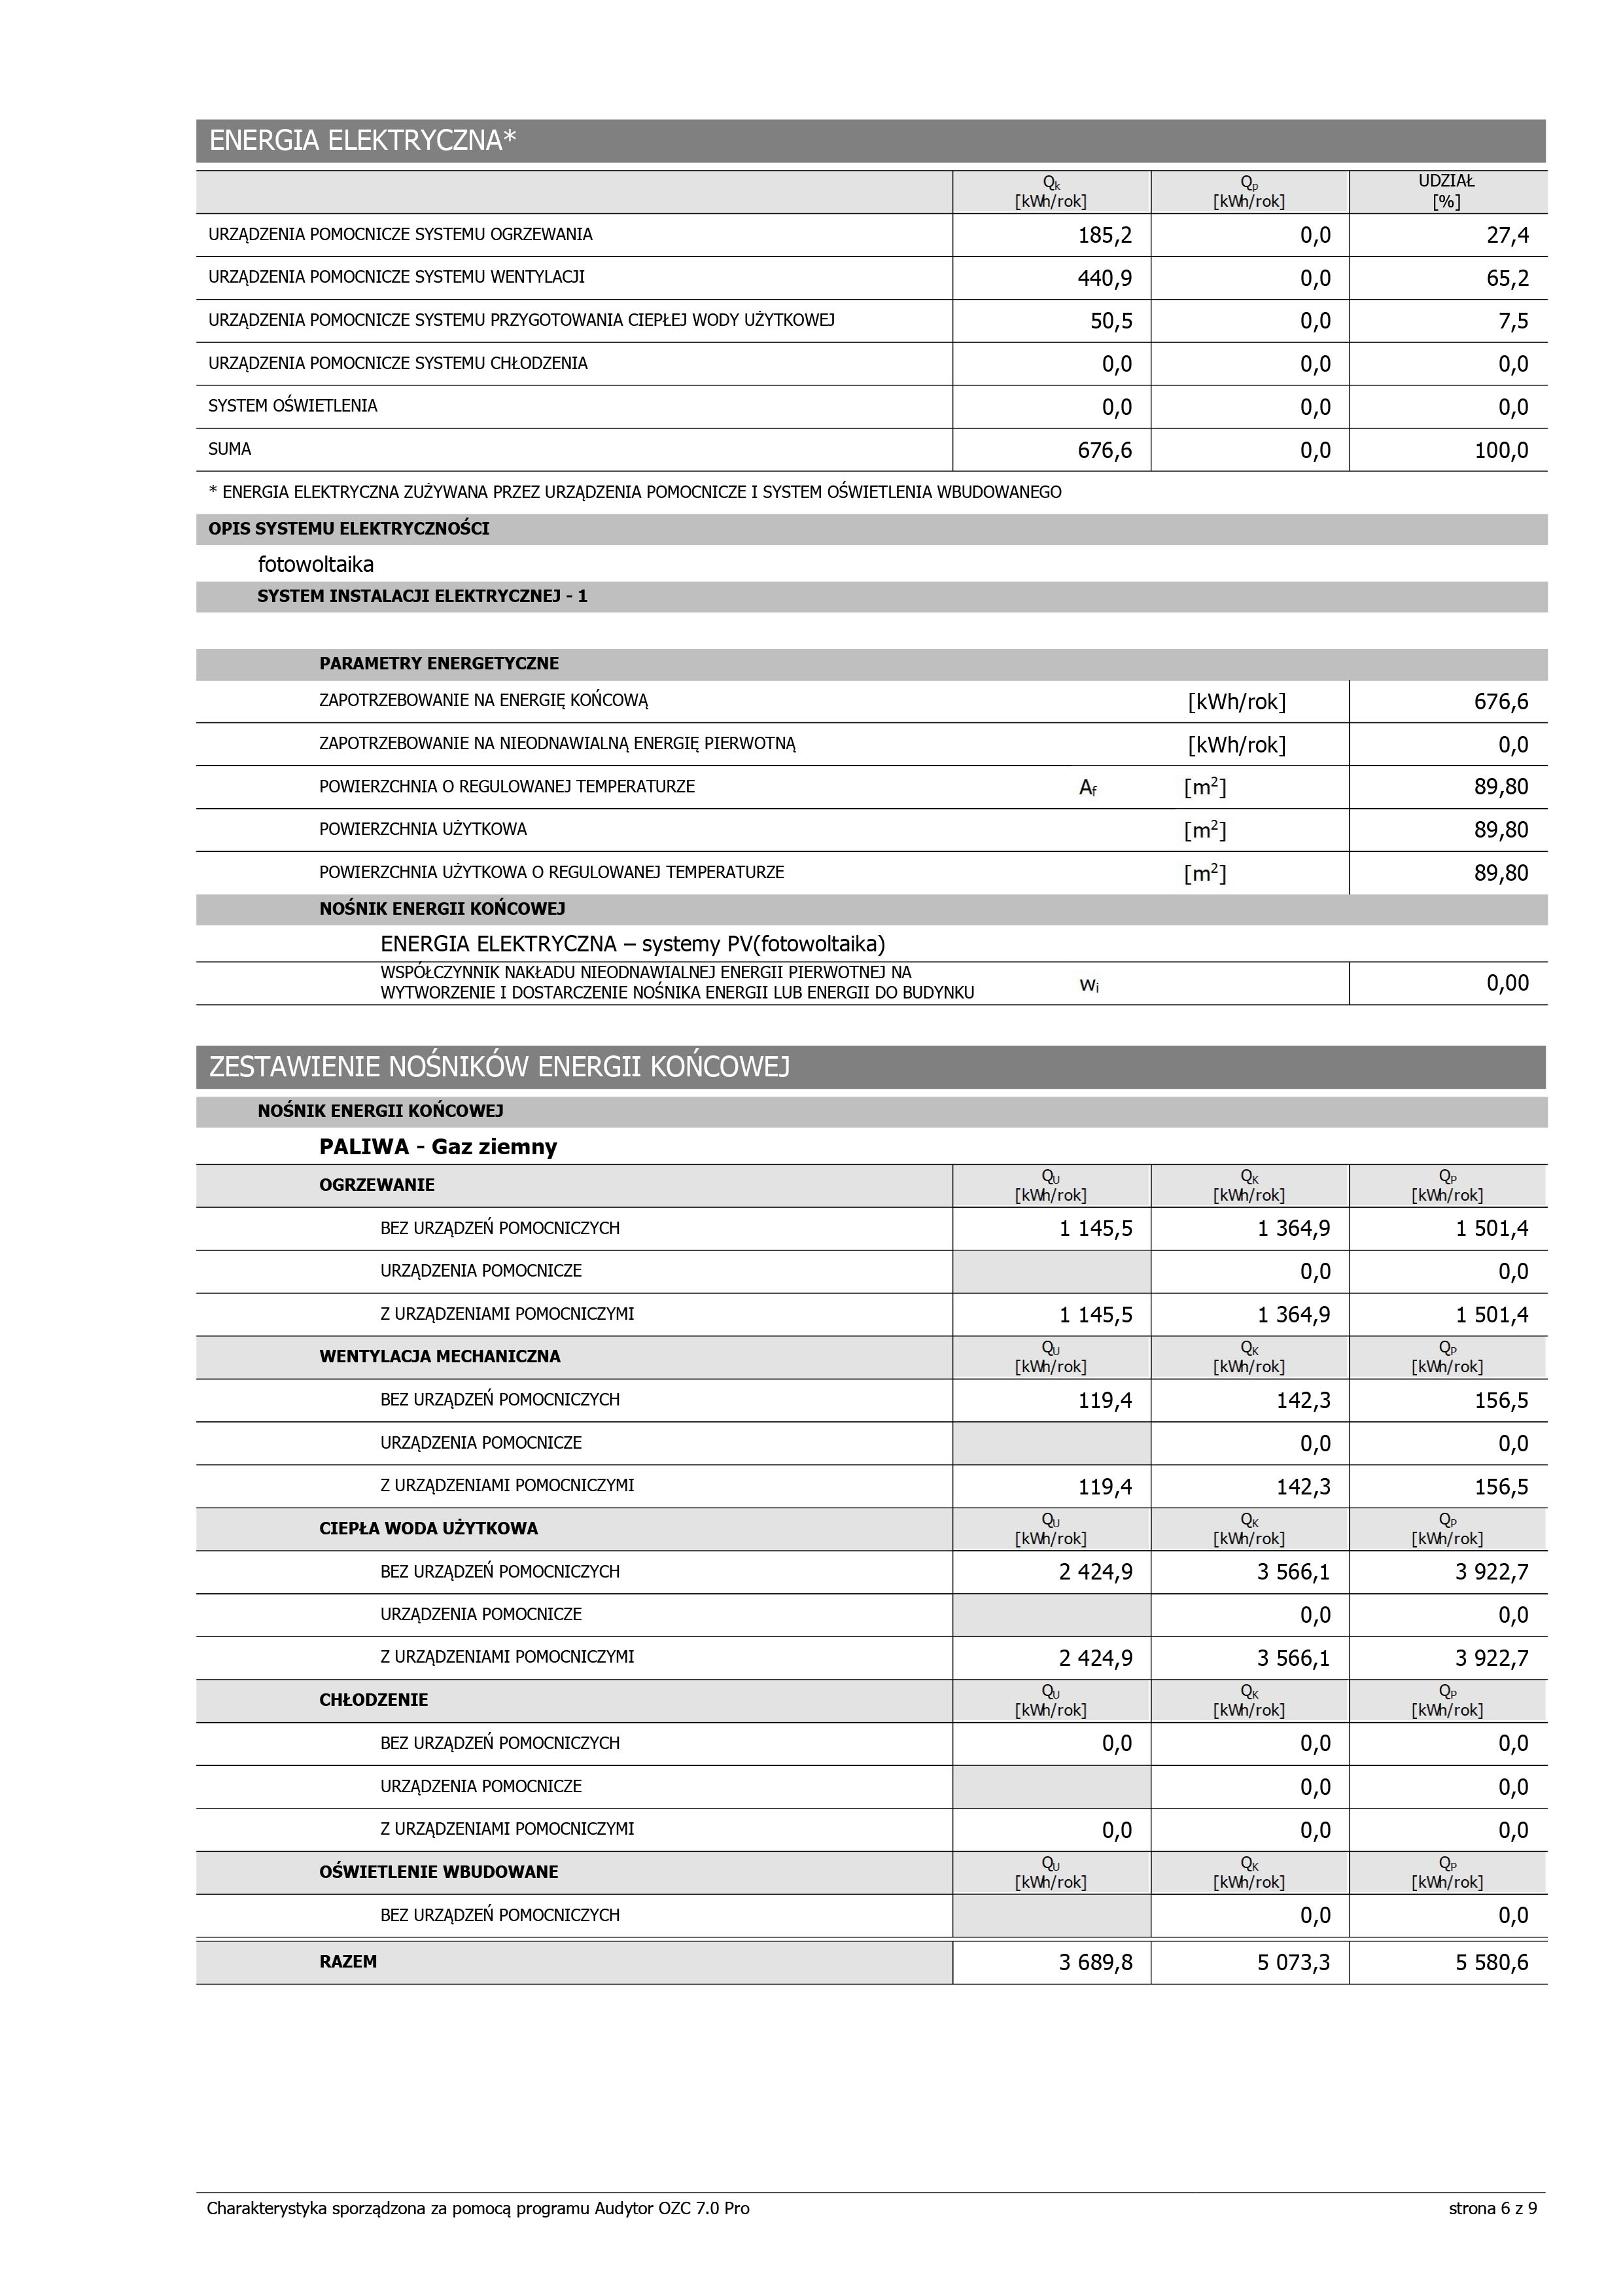 ENERGIA ELEKTRYCZNA*
Qk [kWh/rok] Qp [kWh/rok] UDZIAŁ [%]
URZĄDZENIA POMOCNICZE SYSTEMU OGRZEWANIA 185,2 0,0 27,4
URZĄDZENIA POMOCNICZE SYSTEMU WENTYLACJI 440,9 0,0 65,2
URZĄDZENIA POMOCNICZE SYSTEMU PRZYGOTOWANIA CIEPŁEJ WODY UŻYTKOWEJ 50,5 0,0 7,5
URZĄDZENIA POMOCNICZE SYSTEMU CHŁODZENIA 0,0 0,0 0,0
SYSTEM OŚWIETLENIA 0,0 0,0 0,0
SUMA 676,6 0,0 100,0
* ENERGIA ELEKTRYCZNA ZUŻYWANA PRZEZ URZĄDZENIA POMOCNICZE I SYSTEM OŚWIETLENIA WBUDOWANEGO
OPIS SYSTEMU ELEKTRYCZNOŚCI
fotowoltaika
SYSTEM INSTALACJI ELEKTRYCZNEJ - 1
PARAMETRY ENERGETYCZNE
ZAPOTRZEBOWANIE NA ENERGIĘ KOŃCOWĄ [kWh/rok] 676,6
ZAPOTRZEBOWANIE NA NIEODNAWIALNĄ ENERGIĘ PIERWOTNĄ [kWh/rok] 0,0
POWIERZCHNIA O REGULOWANEJ TEMPERATURZE Af [m²] 89,80
POWIERZCHNIA UŻYTKOWA [m²] 89,80
POWIERZCHNIA UŻYTKOWA O REGULOWANEJ TEMPERATURZE [m²] 89,80
NOŚNIK ENERGII KOŃCOWEJ
ENERGIA ELEKTRYCZNA – systemy PV(fotowoltaika)
WSPÓŁCZYNNIK NAKŁADU NIEODNAWIALNEJ ENERGII PIERWOTNEJ NA
WYTWORZENIE I DOSTARCZENIE NOŚNIKA ENERGII LUB ENERGII DO BUDYNKU wi 0,00
ZESTAWIENIE NOŚNIKÓW ENERGII KOŃCOWEJ
NOŚNIK ENERGII KOŃCOWEJ
PALIWA - Gaz ziemny
OGRZEWANIE QU [kWh/rok] QK [kWh/rok] QP [kWh/rok]
BEZ URZĄDZEŃ POMOCNICZYCH 1 145,5 1 364,9 1 501,4
URZĄDZENIA POMOCNICZE 0,0 0,0
Z URZĄDZENIAMI POMOCNICZYMI 1 145,5 1 364,9 1 501,4
WENTYLACJA MECHANICZNA QU [kWh/rok] QK [kWh/rok] QP [kWh/rok]
BEZ URZĄDZEŃ POMOCNICZYCH 119,4 142,3 156,5
URZĄDZENIA POMOCNICZE 0,0 0,0
Z URZĄDZENIAMI POMOCNICZYMI 119,4 142,3 156,5
CIEPŁA WODA UŻYTKOWA QU [kWh/rok] QK [kWh/rok] QP [kWh/rok]
BEZ URZĄDZEŃ POMOCNICZYCH 2 424,9 3 566,1 3 922,7
URZĄDZENIA POMOCNICZE 0,0 0,0
Z URZĄDZENIAMI POMOCNICZYMI 2 424,9 3 566,1 3 922,7
CHŁODZENIE QU [kWh/rok] QK [kWh/rok] QP [kWh/rok]
BEZ URZĄDZEŃ POMOCNICZYCH 0,0 0,0 0,0
URZĄDZENIA POMOCNICZE 0,0 0,0
Z URZĄDZENIAMI POMOCNICZYMI 0,0 0,0 0,0
OŚWIETLENIE WBUDOWANE QU [kWh/rok] QK [kWh/rok] QP [kWh/rok]
BEZ URZĄDZEŃ POMOCNICZYCH 0,0 0,0
RAZEM 3 689,8 5 073,3 5 580,6
Charakterystyka sporządzona za pomocą programu Audytor OZC 7.0 Pro strona 6 z 9